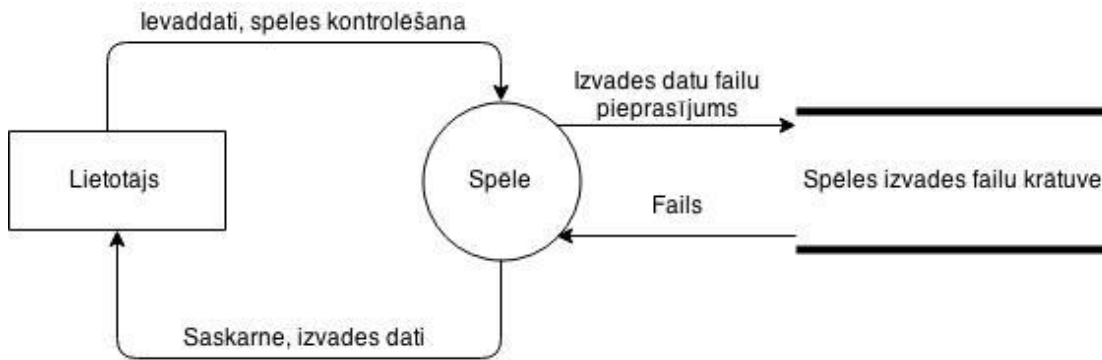 Ievaddati, spēles kontrolēšana
Izvades datu failu
pieprasījums
Lietotājs
Spēle
Spēles izvades failu krātuve
Fails
Saskarne, izvades dati